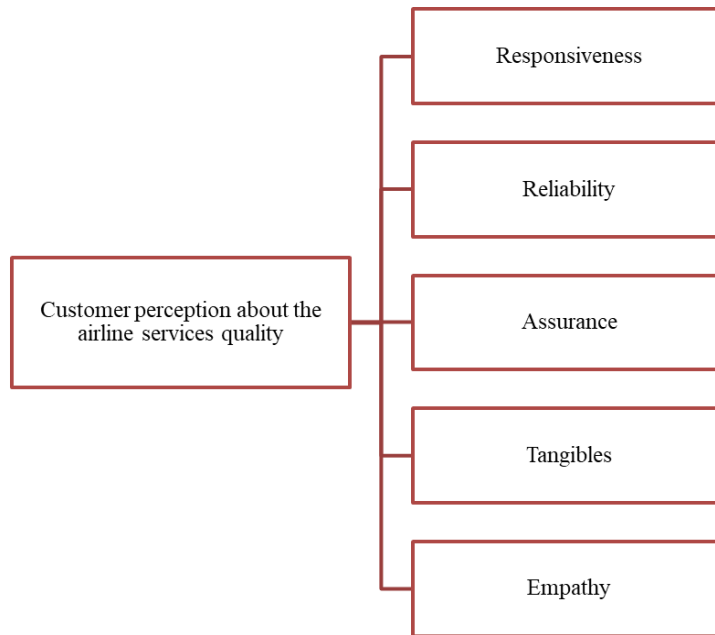 Responsiveness
Reliability
Customer perception about the
airline services quality
Assurance
Tangibles
Empathy